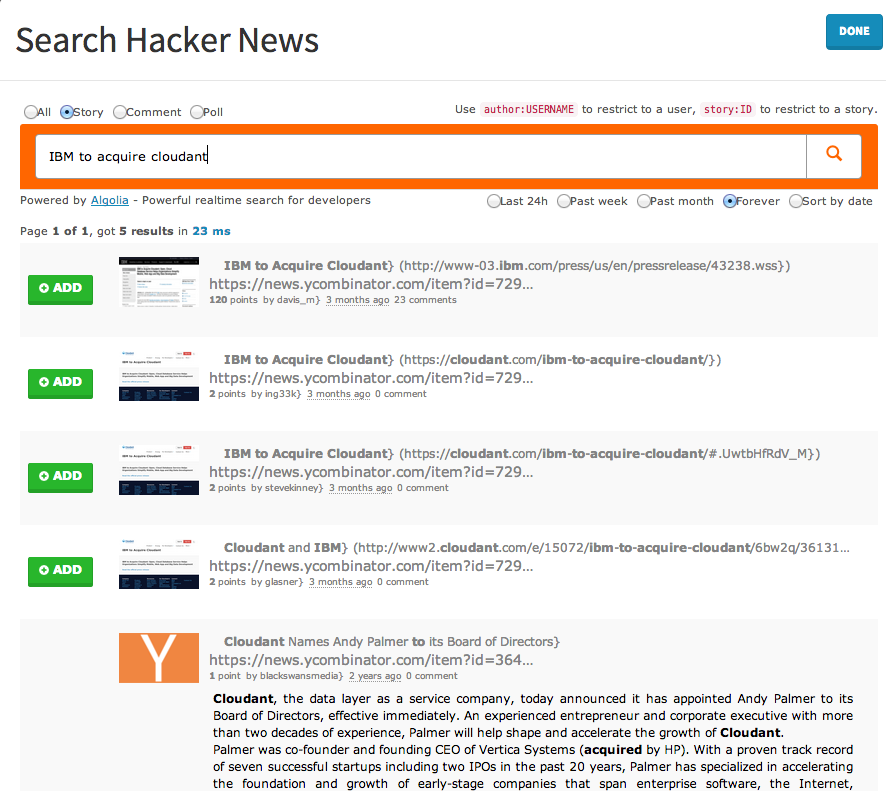 Search Hacker News
DONE
All Story Comment Poll
Use author:USERNAME to restrict to a user, story:ID to restrict to a story.
IBM to acquire cloudant
Powered by Algolia - Powerful realtime search for developers
Last 24h Past week Past month Forever Sort by date
Page 1 of 1, got 5 results in 23 ms
ADD
IBM to Acquire Cloudant} (http://www-03.ibm.com/press/us/en/pressrelease/43238.wss})
https://news.ycombinator.com/item?id=729...
120 points by davis_m} 3 months ago 23 comments
ADD
IBM to Acquire Cloudant} (https://cloudant.com/ibm-to-acquire-cloudant/})
https://news.ycombinator.com/item?id=729...
2 points by ing33k} 3 months ago 0 comment
ADD
IBM to Acquire Cloudant} (https://cloudant.com/ibm-to-acquire-cloudant/#.UwtbHfRdV_M})
https://news.ycombinator.com/item?id=729...
2 points by stevekinney} 3 months ago 0 comment
ADD
Cloudant and IBM} (http://www2.cloudant.com/e/15072/ibm-to-acquire-cloudant/6bw2q/36131...
https://news.ycombinator.com/item?id=729...
2 points by glasner} 3 months ago 0 comment
Y
Cloudant Names Andy Palmer to its Board of Directors}
https://news.ycombinator.com/item?id=364...
1 point by blackswansmedia} 2 years ago 0 comment
Cloudant, the data layer as a service company, today announced it has appointed Andy Palmer to its
Board of Directors, effective immediately. An experienced entrepreneur and corporate executive with more
than two decades of experience, Palmer will help shape and accelerate the growth of Cloudant.
Palmer was co-founder and founding CEO of Vertica Systems (acquired by HP). With a proven track record
of seven successful startups including two IPOs in the past 20 years, Palmer has specialized in accelerating
the foundation and growth of early-stage companies that span enterprise software, the Internet,